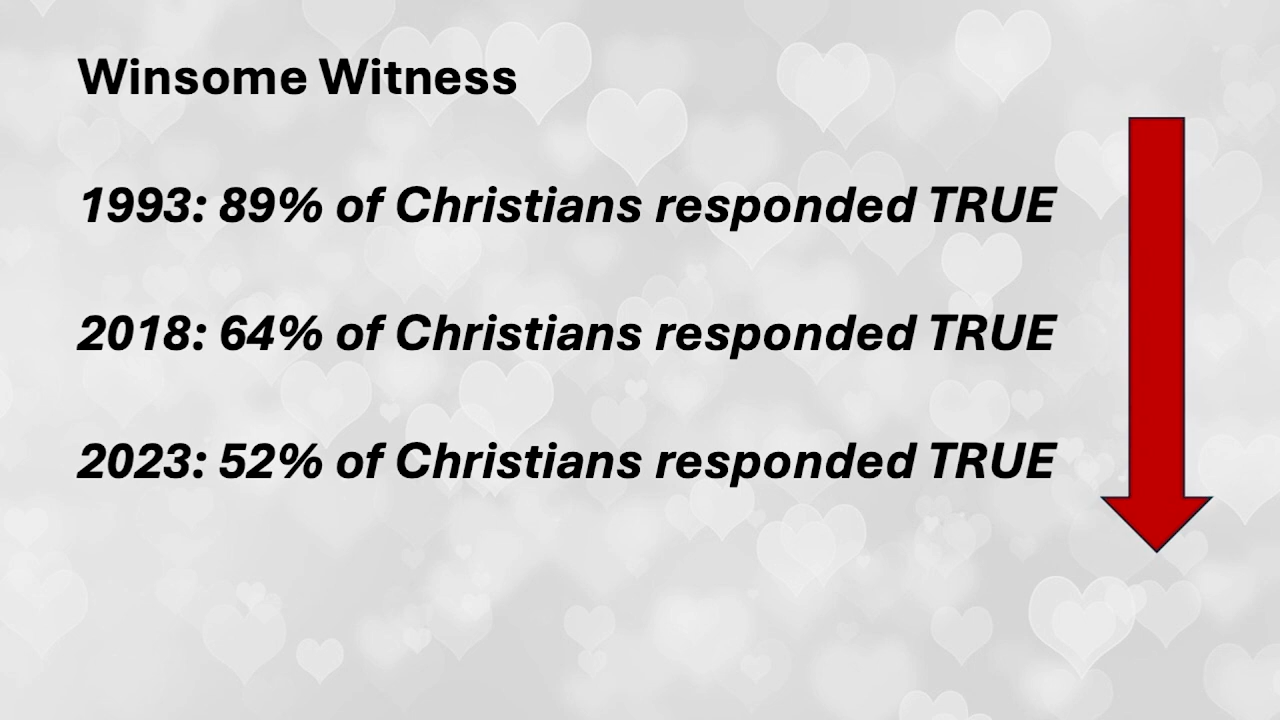 Winsome Witness
1993: 89% of Christians responded TRUE
2018: 64% of Christians responded TRUE
2023: 52% of Christians responded TRUE